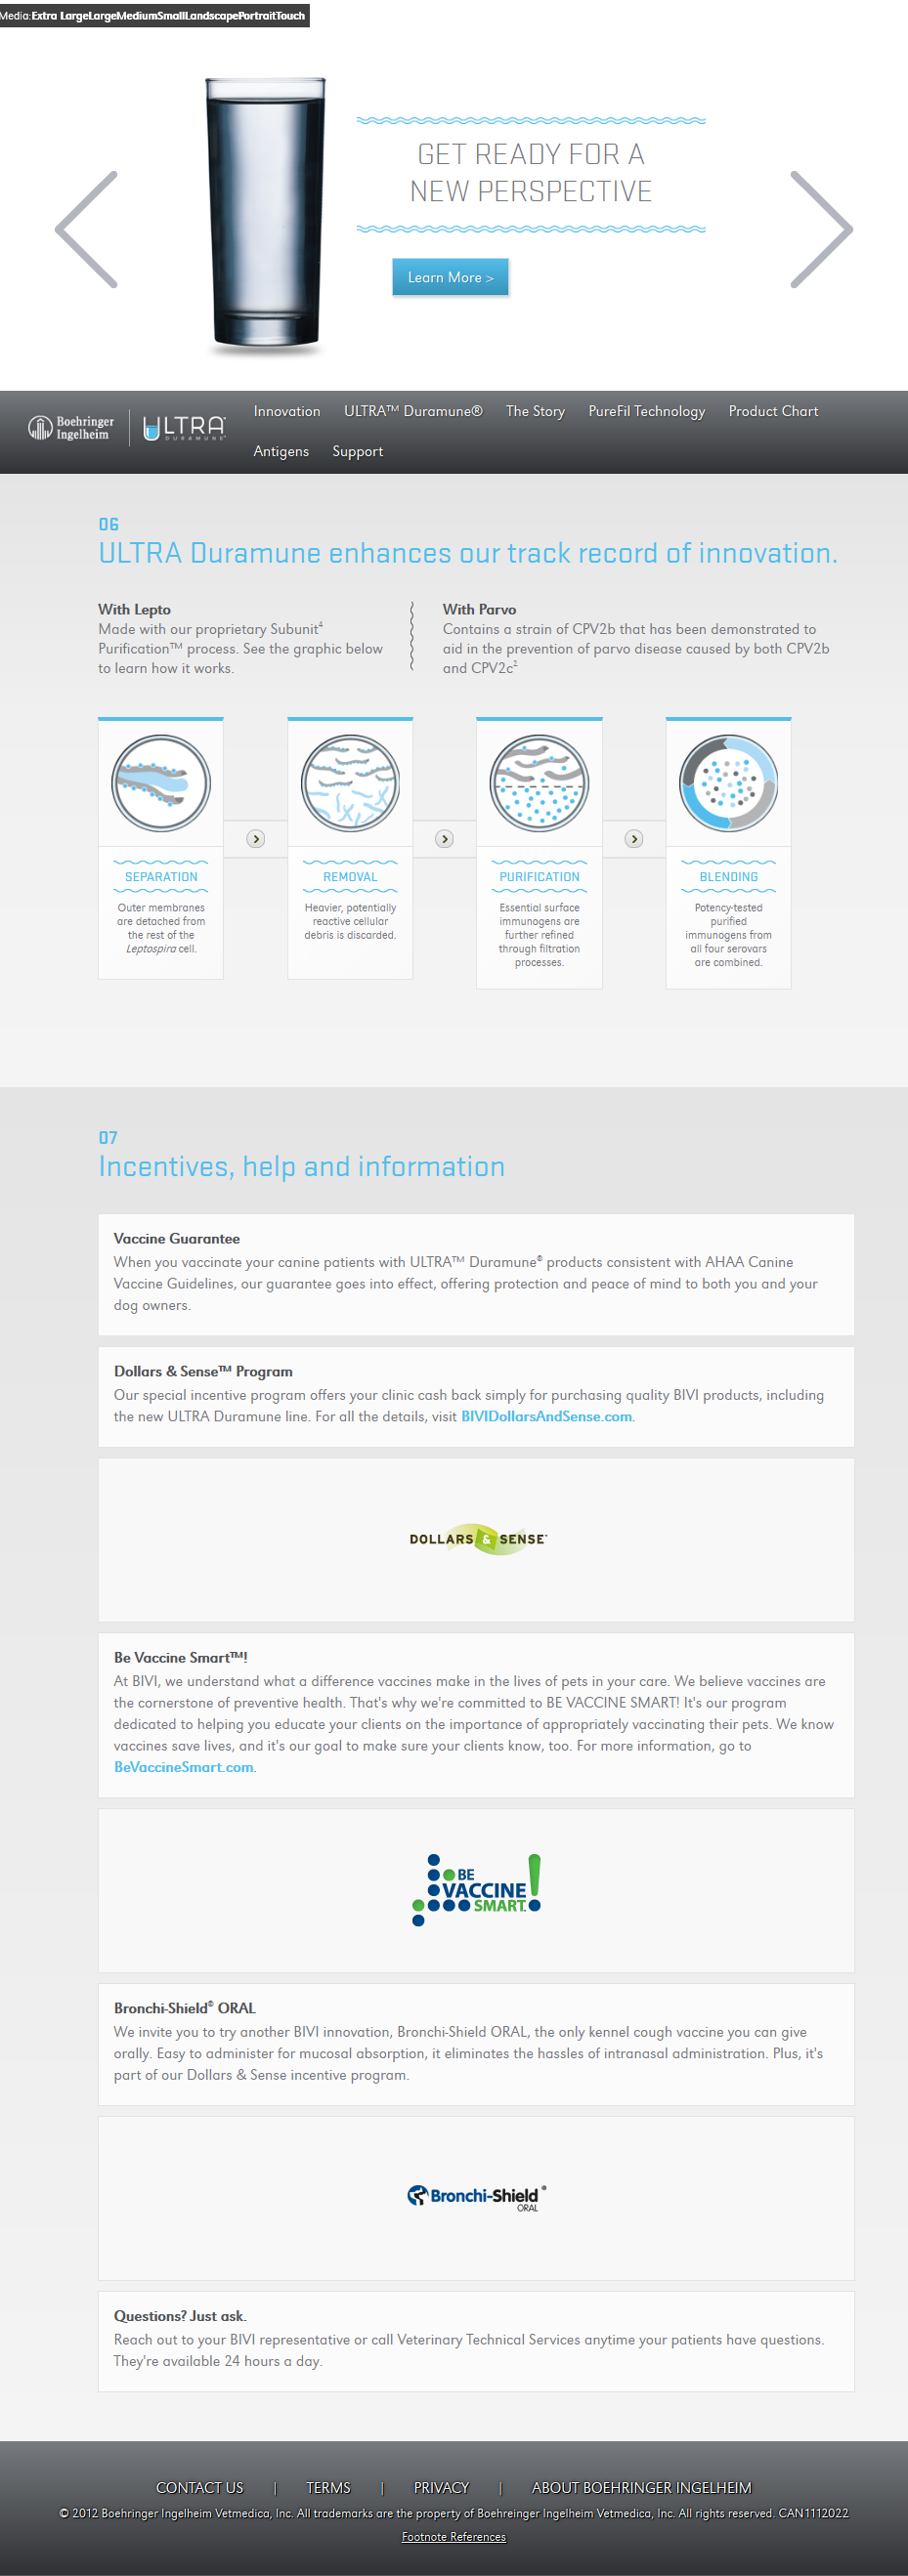 Media:Extra LargeLargeMediumSmallLandscapePortraitTouch
GET READY FOR A
NEW PERSPECTIVE
Learn More >
Boehringer
Ingelheim
ULTRA™
DURAMUNE®
Innovation ULTRA™ Duramune® The Story PureFil Technology Product Chart
Antigens Support
06
ULTRA Duramune enhances our track record of innovation.
With Lepto
Made with our proprietary Subunit4
Purification™ process. See the graphic below
to learn how it works.
With Parvo
Contains a strain of CPV2b that has been demonstrated to
aid in the prevention of parvo disease caused by both CPV2b
and CPV2c2
SEPARATION
Outer membranes
are detached from
the rest of the
Leptospira cell.
REMOVAL
Heavier, potentially
reactive cellular
debris is discarded.
PURIFICATION
Essential surface
immunogens are
further refined
through filtration
processes.
BLENDING
Potency-tested
purified
immunogens from
all four serovars
are combined.
07
Incentives, help and information
Vaccine Guarantee
When you vaccinate your canine patients with ULTRA™ Duramune® products consistent with AHAA Canine
Vaccine Guidelines, our guarantee goes into effect, offering protection and peace of mind to both you and your
dog owners.
Dollars & Sense™ Program
Our special incentive program offers your clinic cash back simply for purchasing quality BIVI products, including
the new ULTRA Duramune line. For all the details, visit BIVIDollarsAndSense.com.
DOLLARS & SENSE™
Be Vaccine Smart™!
At BIVI, we understand what a difference vaccines make in the lives of pets in your care. We believe vaccines are
the cornerstone of preventive health. That's why we're committed to BE VACCINE SMART! It's our program
dedicated to helping you educate your clients on the importance of appropriately vaccinating their pets. We know
vaccines save lives, and it's our goal to make sure your clients know, too. For more information, go to
BeVaccineSmart.com.
BE
VACCINE
SMART!
Bronchi-Shield® ORAL
We invite you to try another BIVI innovation, Bronchi-Shield ORAL, the only kennel cough vaccine you can give
orally. Easy to administer for mucosal absorption, it eliminates the hassles of intranasal administration. Plus, it's
part of our Dollars & Sense incentive program.
Bronchi-Shield®
ORAL
Questions? Just ask.
Reach out to your BIVI representative or call Veterinary Technical Services anytime your patients have questions.
They're available 24 hours a day.
CONTACT US | TERMS | PRIVACY | ABOUT BOEHRINGER INGELHEIM
© 2012 Boehringer Ingelheim Vetmedica, Inc. All trademarks are the property of Boehreinger Ingelheim Vetmedica, Inc. All rights reserved. CAN1112022
Footnote References